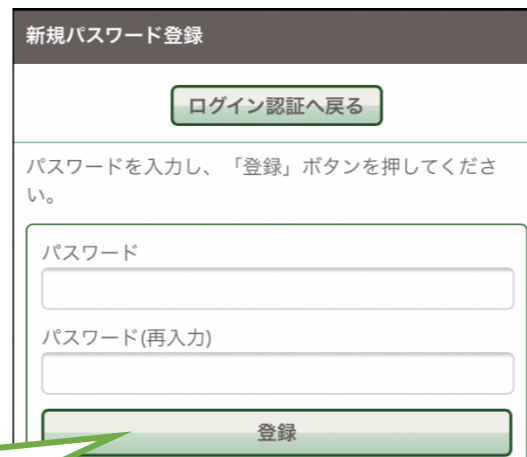 新規パスワード登録
ログイン認証へ戻る
パスワードを入力し、「登録」ボタンを押してくださ
い。
パスワード
パスワード(再入力)
登録